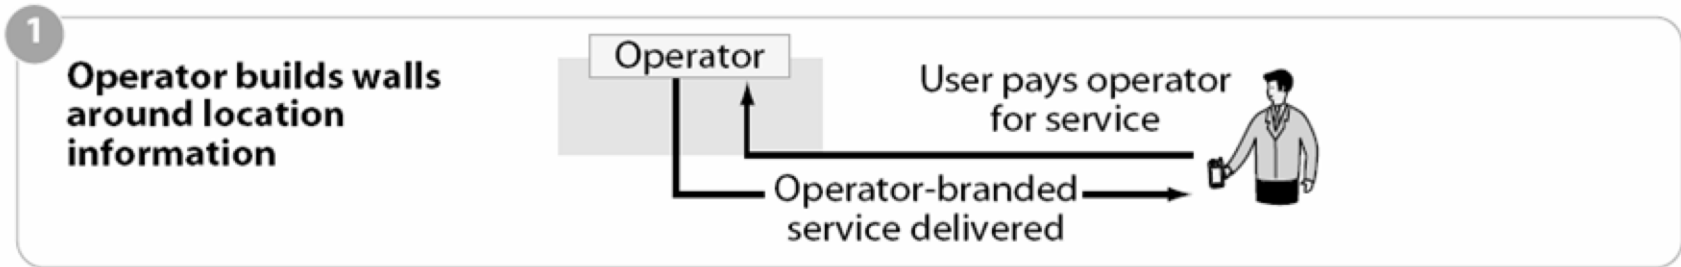 1
Operator builds walls
around location
information
Operator
User pays operator
for service
Operator-branded
service delivered